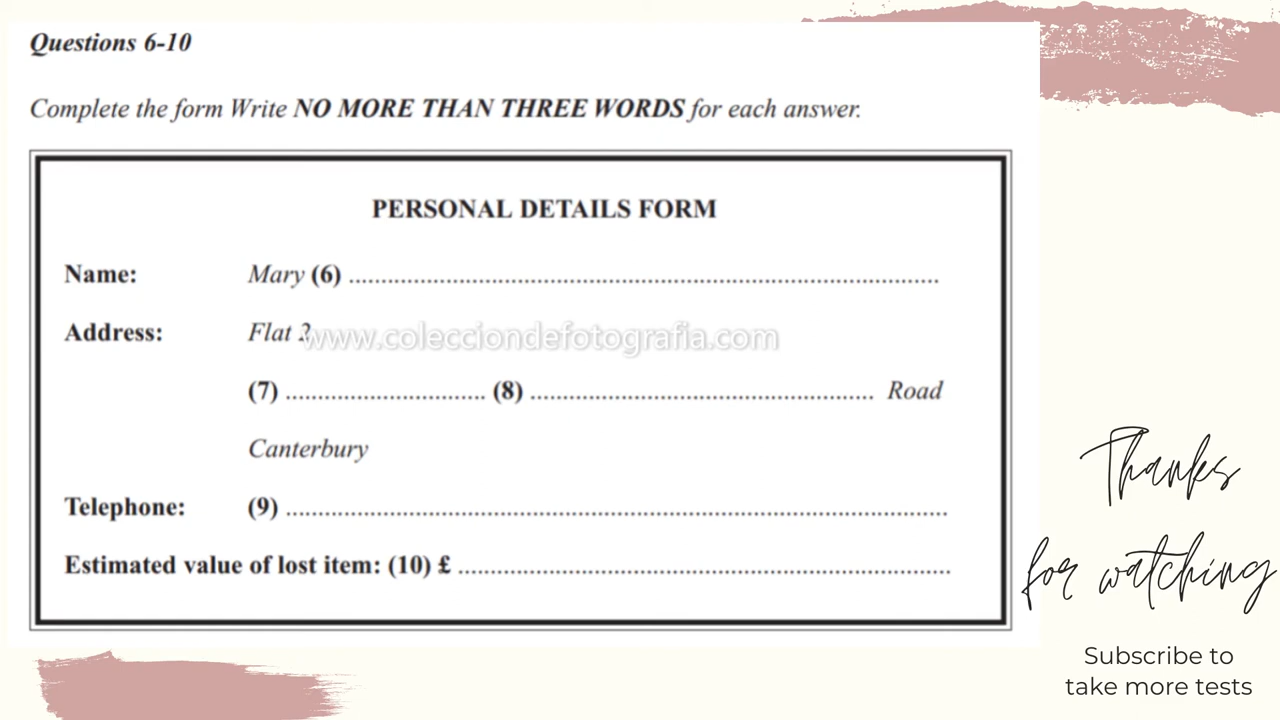 Questions 6-10
Complete the form Write NO MORE THAN THREE WORDS for each answer.
PERSONAL DETAILS FORM
Name: Mary (6) ..........................................................................................
Address: Flat 2
www.colecciondefotografia.com
(7) ............................... (8) ..................................................... Road
Canterbury
Telephone: (9) .....................................................................................................
Estimated value of lost item: (10) £ ...........................................................................
Thanks
for watching
Subscribe to
take more tests